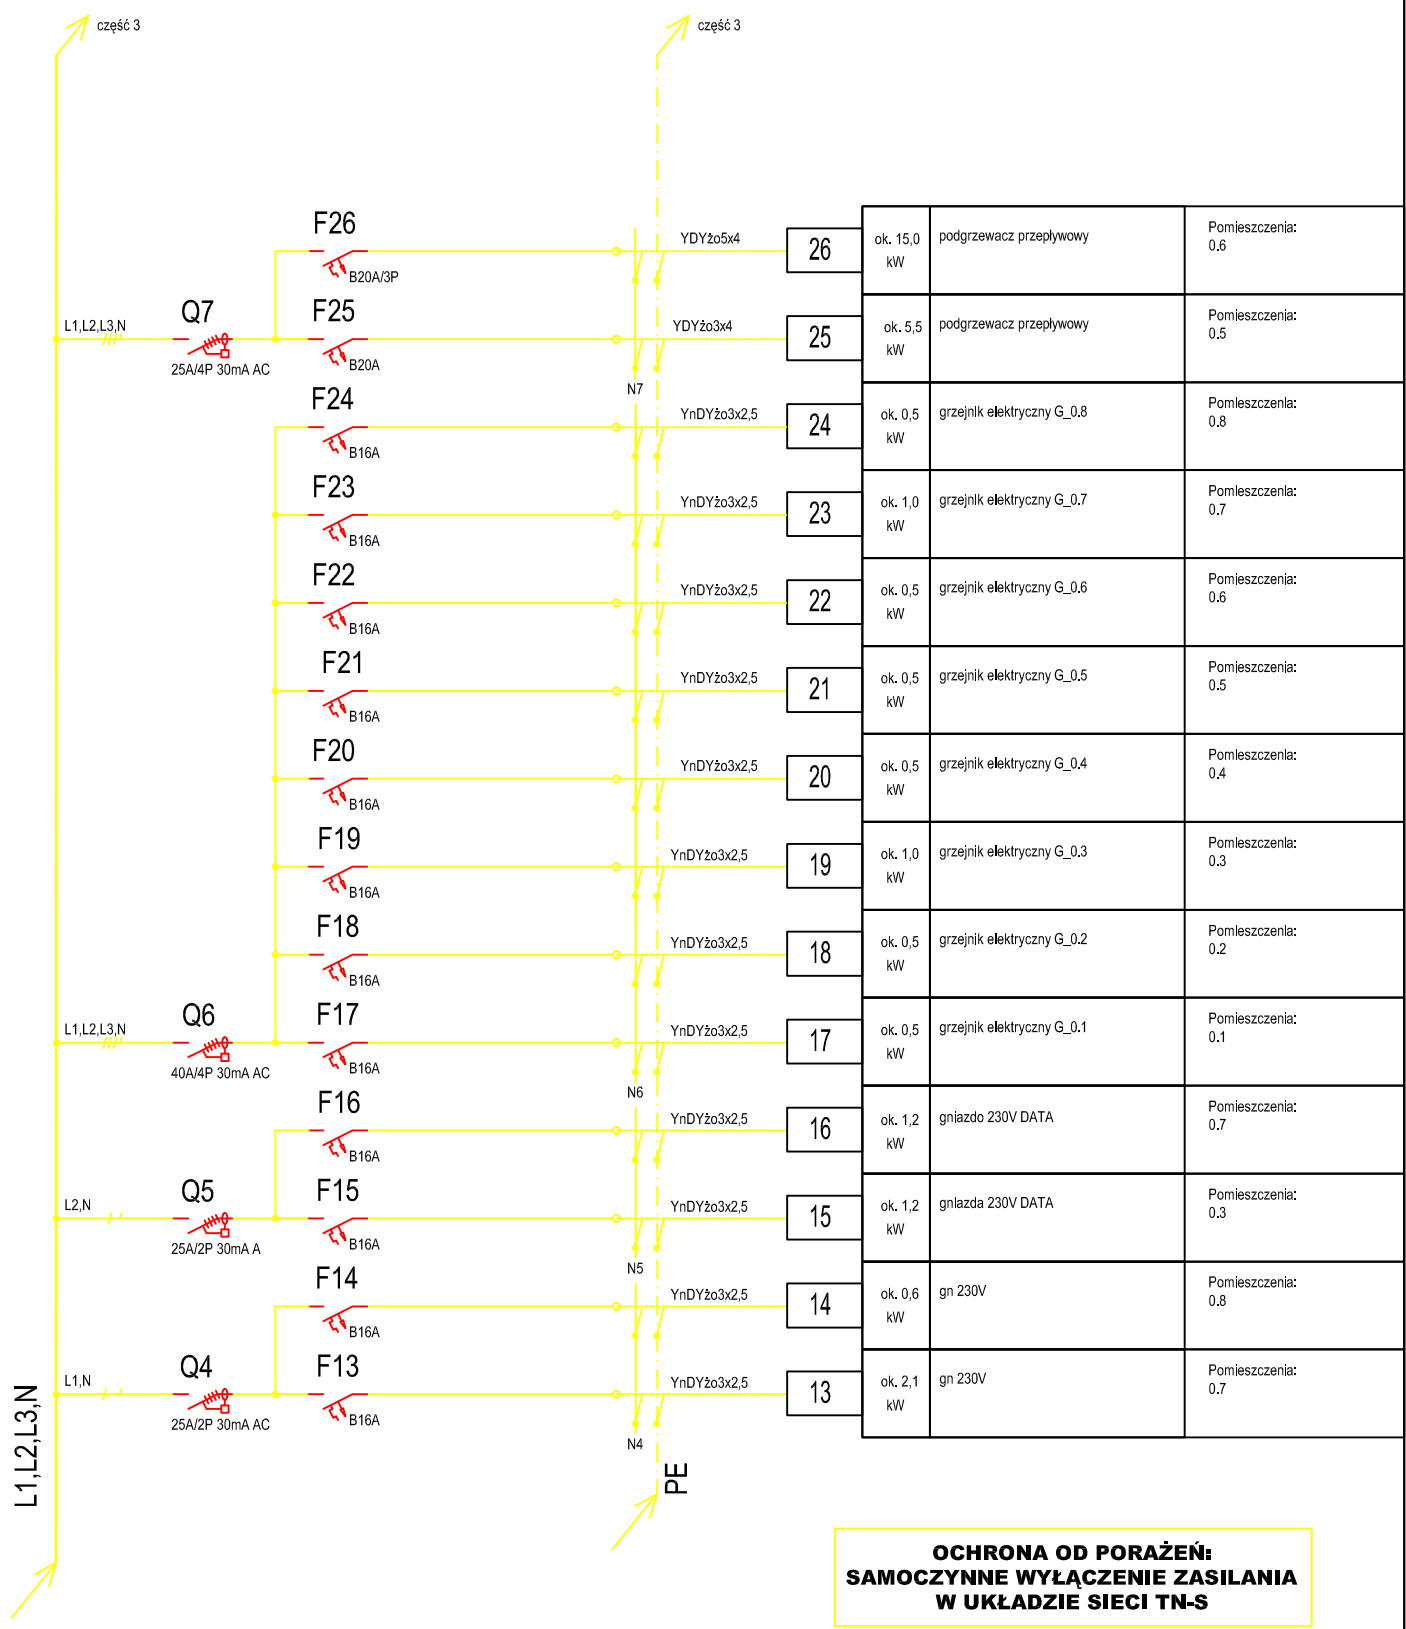 część 3
część 3
F26
B20A/3P
YDYżo5x4
26
ok. 15,0
kW
podgrzewacz przepływowy
Pomieszczenia:
0.6
L1,L2,L3,N
Q7
25A/4P 30mA AC
F25
B20A
YDYżo3x4
25
ok. 5,5
kW
podgrzewacz przepływowy
Pomieszczenia:
0.5
N7
F24
B16A
YnDYżo3x2,5
24
ok. 0,5
kW
grzejnik elektryczny G_0.8
Pomieszczenia:
0.8
F23
B16A
YnDYżo3x2,5
23
ok. 1,0
kW
grzejnik elektryczny G_0.7
Pomieszczenia:
0.7
F22
B16A
YnDYżo3x2,5
22
ok. 0,5
kW
grzejnik elektryczny G_0.6
Pomieszczenia:
0.6
F21
B16A
YnDYżo3x2,5
21
ok. 0,5
kW
grzejnik elektryczny G_0.5
Pomieszczenia:
0.5
F20
B16A
YnDYżo3x2,5
20
ok. 0,5
kW
grzejnik elektryczny G_0.4
Pomieszczenia:
0.4
F19
B16A
YnDYżo3x2,5
19
ok. 1,0
kW
grzejnik elektryczny G_0.3
Pomieszczenia:
0.3
F18
B16A
YnDYżo3x2,5
18
ok. 0,5
kW
grzejnik elektryczny G_0.2
Pomieszczenia:
0.2
L1,L2,L3,N
Q6
40A/4P 30mA AC
F17
B16A
YnDYżo3x2,5
17
ok. 0,5
kW
grzejnik elektryczny G_0.1
Pomieszczenia:
0.1
N6
F16
B16A
YnDYżo3x2,5
16
ok. 1,2
kW
gniazdo 230V DATA
Pomieszczenia:
0.7
L2,N
Q5
25A/2P 30mA A
F15
B16A
YnDYżo3x2,5
15
ok. 1,2
kW
gniazda 230V DATA
Pomieszczenia:
0.3
N5
F14
B16A
YnDYżo3x2,5
14
ok. 0,6
kW
gn 230V
Pomieszczenia:
0.8
L1,N
Q4
25A/2P 30mA AC
F13
B16A
YnDYżo3x2,5
13
ok. 2,1
kW
gn 230V
Pomieszczenia:
0.7
N4
L1,L2,L3,N
PE
OCHRONA OD PORAŻEŃ:
SAMOCZYNNE WYŁĄCZENIE ZASILANIA
W UKŁADZIE SIECI TN-S